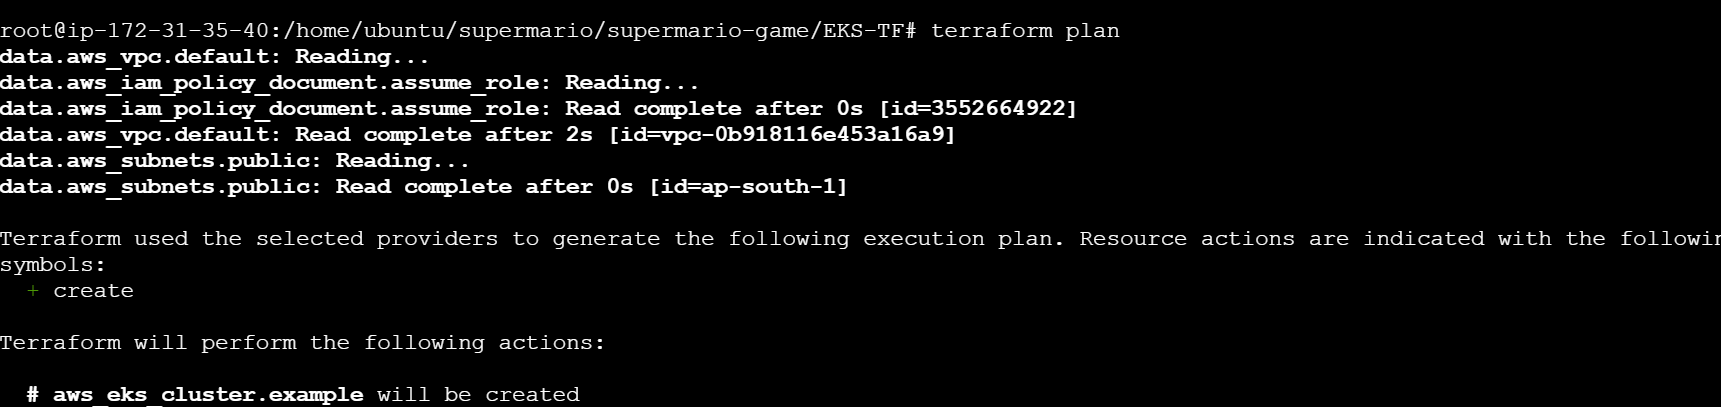 root@ip-172-31-35-40:/home/ubuntu/supermario/supermario-game/EKS-TF# terraform plan
data.aws_vpc.default: Reading...
data.aws_iam_policy_document.assume_role: Reading...
data.aws_iam_policy_document.assume_role: Read complete after 0s [id=3552664922]
data.aws_vpc.default: Read complete after 2s [id=vpc-0b918116e453a16a9]
data.aws_subnets.public: Reading...
data.aws_subnets.public: Read complete after 0s [id=ap-south-1]
Terraform used the selected providers to generate the following execution plan. Resource actions are indicated with the followin
symbols:
+ create
Terraform will perform the following actions:
# aws_eks_cluster.example will be created